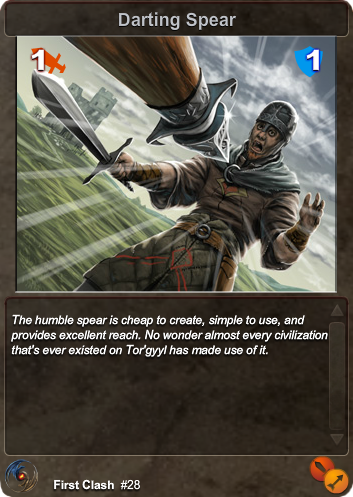 Darting Spear
1 1
The humble spear is cheap to create, simple to use, and
provides excellent reach. No wonder almost every civilization
that's ever existed on Tor'gyyl has made use of it.
First Clash #28